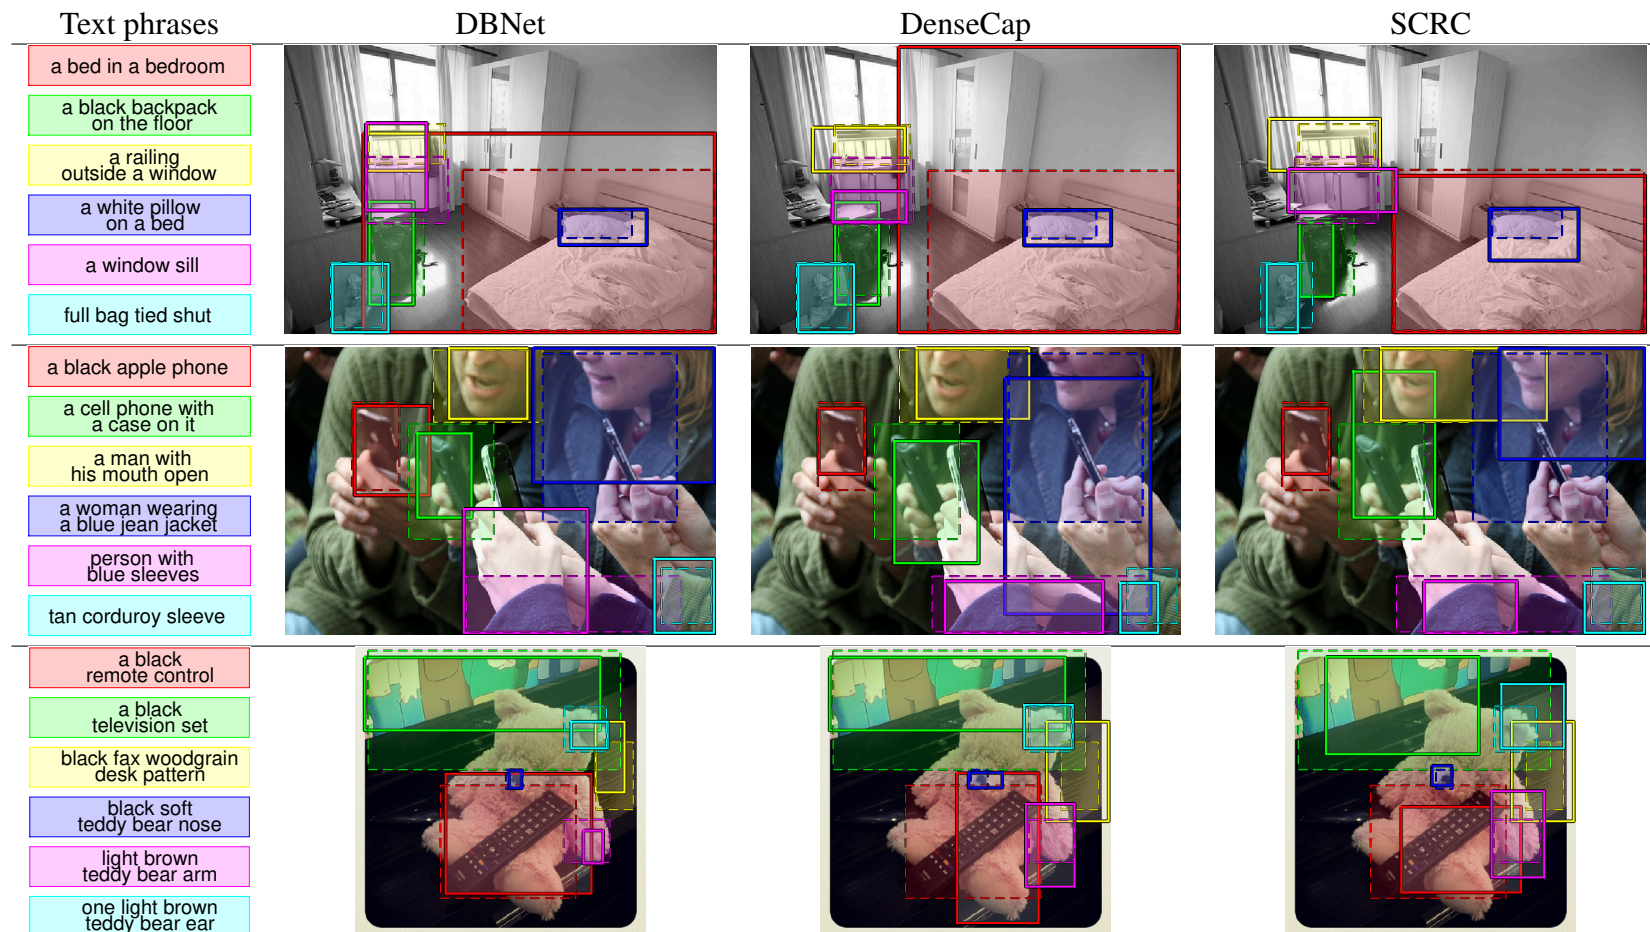 Text phrases
DBNet
DenseCap
SCRC
a bed in a bedroom
a black backpack
on the floor
a railing
outside a window
a white pillow
on a bed
a window sill
full bag tied shut
a black apple phone
a cell phone with
a case on it
a man with
his mouth open
a woman wearing
a blue jean jacket
person with
blue sleeves
tan corduroy sleeve
a black
remote control
a black
television set
black fax woodgrain
desk pattern
black soft
teddy bear nose
light brown
teddy bear arm
one light brown
teddy bear ear